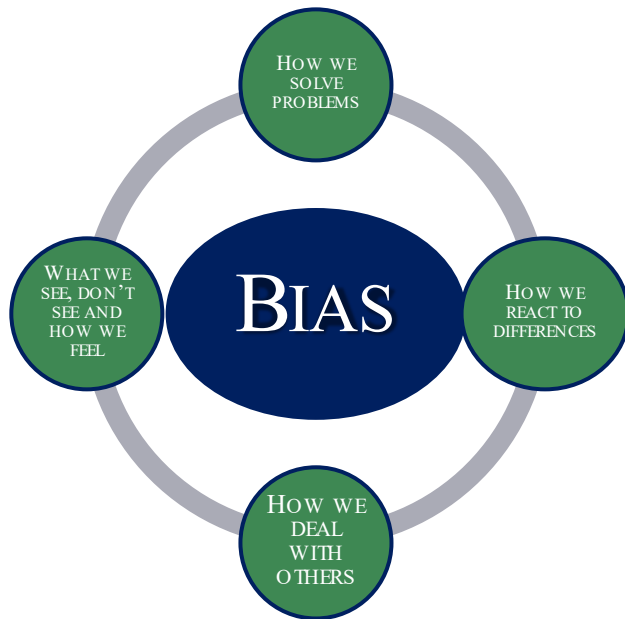 How we
solve
problems
What we
see, don't
see and
how we
feel
Bias
How we
react to
differences
How we
deal
with
others